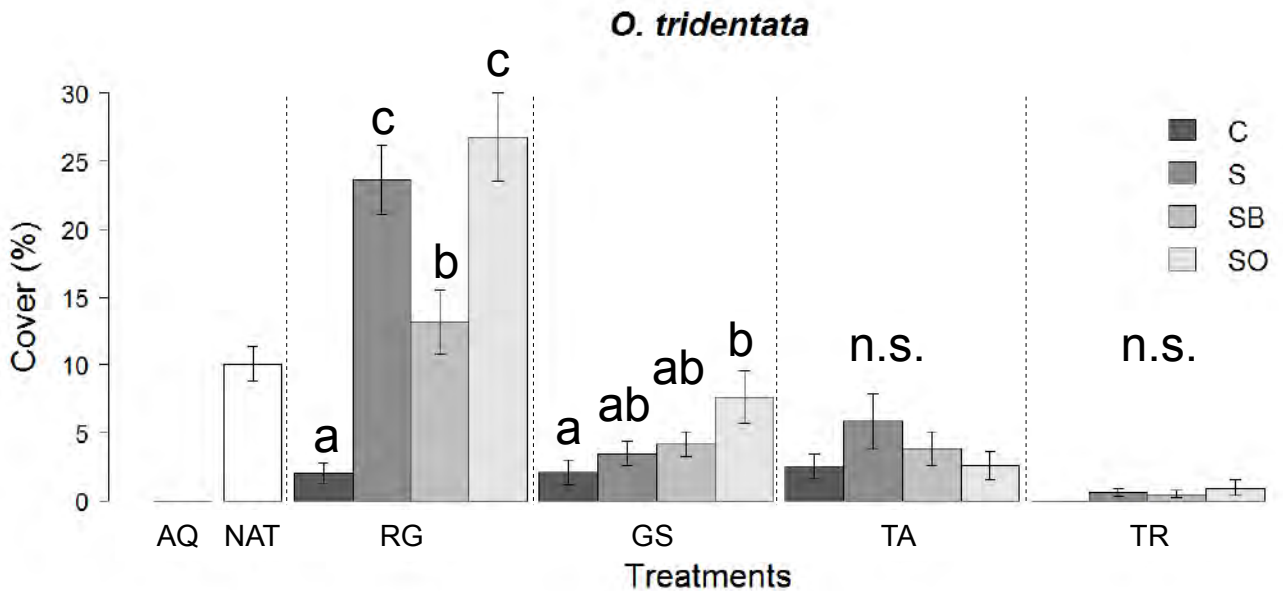 O. tridentata
Cover (%)
30
25
20
15
10
5
0
a
c
b
c
a
ab
ab
b
n.s.
n.s.
C
S
SB
SO
AQ NAT RG GS TA TR
Treatments